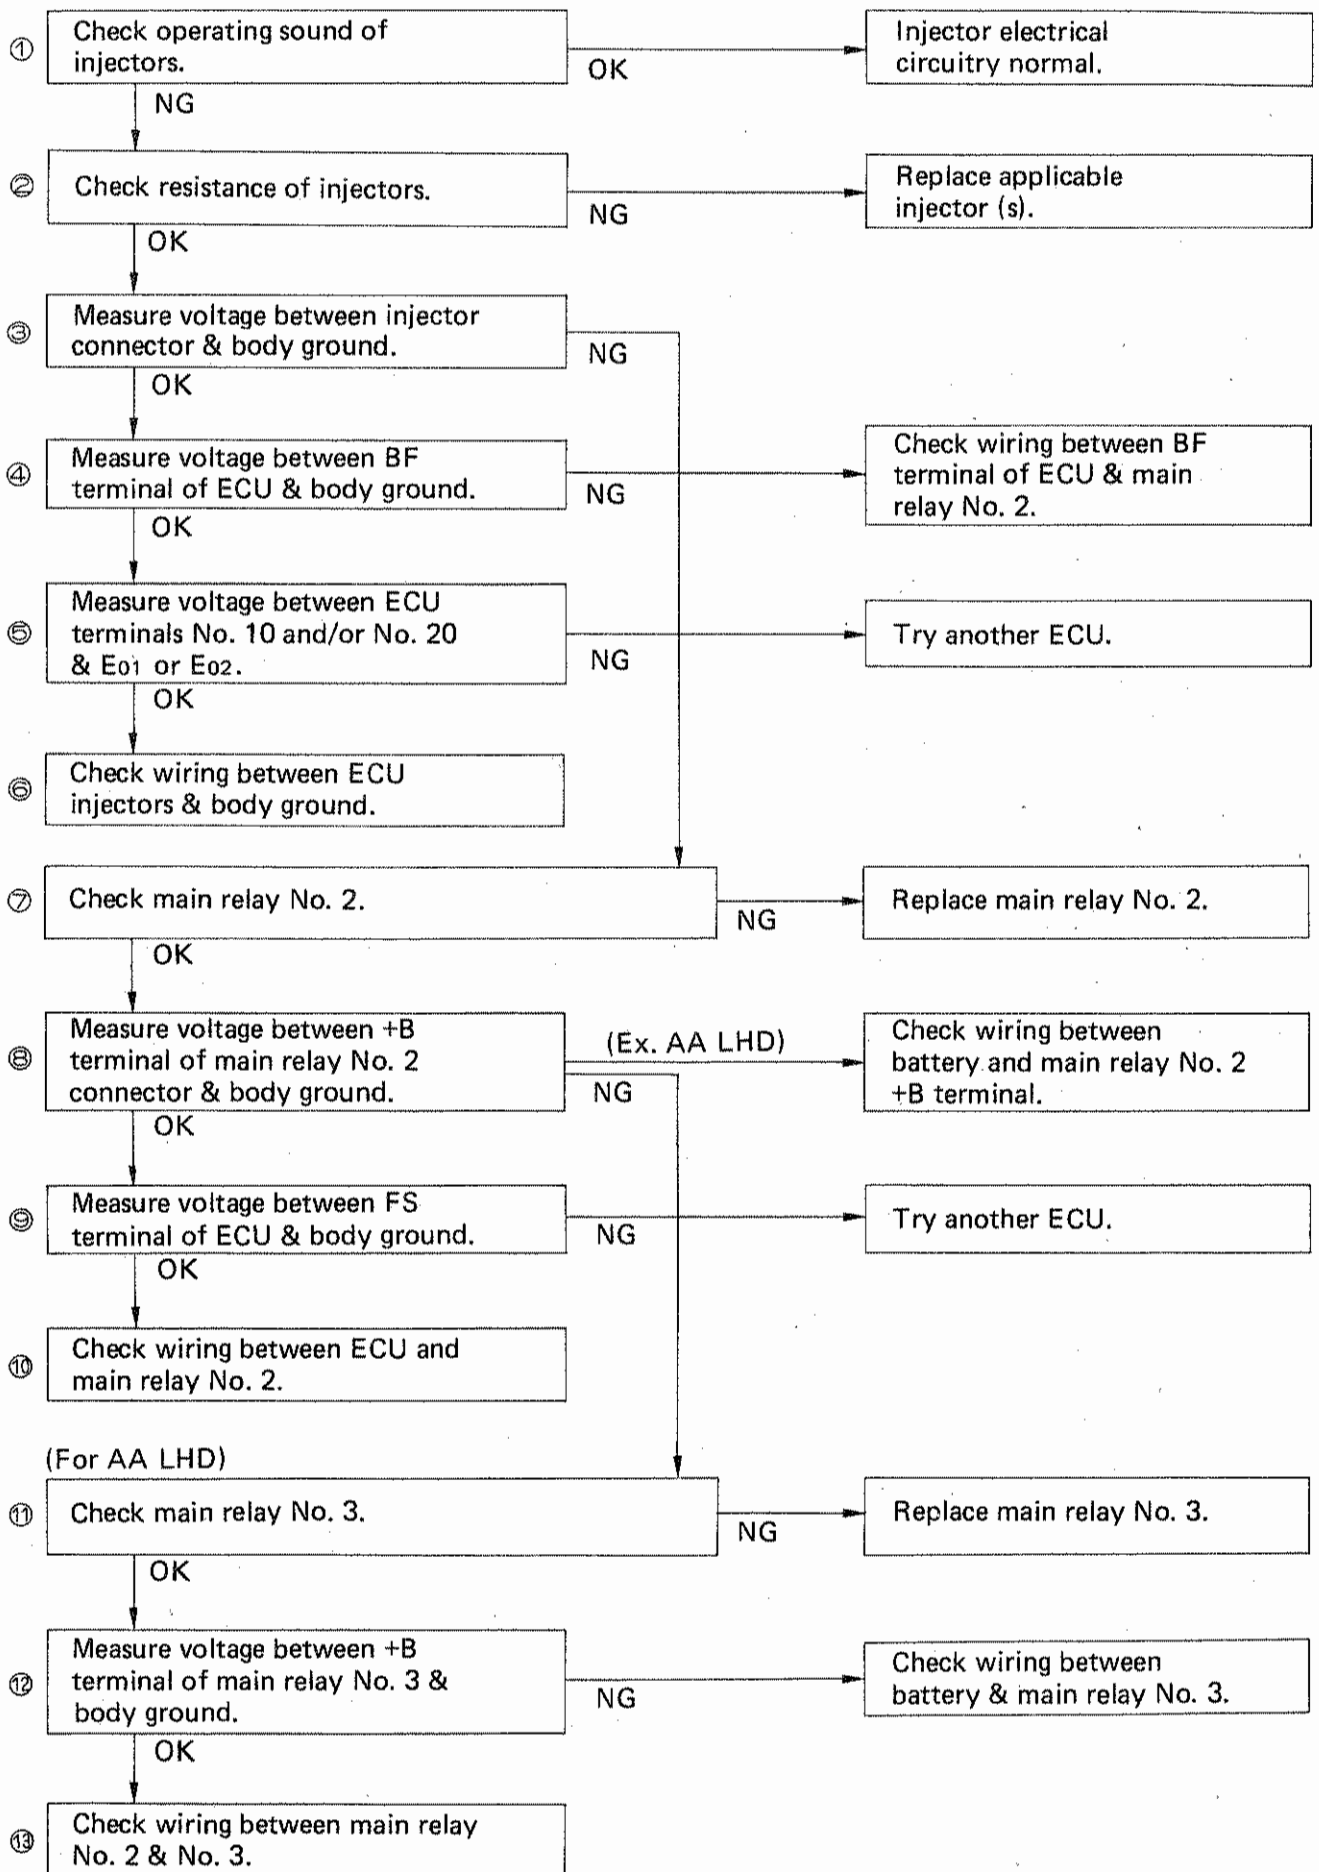 ① Check operating sound of
injectors.
OK
Injector electrical
circuitry normal.
NG
② Check resistance of injectors.
NG
Replace applicable
injector (s).
OK
③ Measure voltage between injector
connector & body ground.
NG
OK
④ Measure voltage between BF
terminal of ECU & body ground.
NG
Check wiring between BF
terminal of ECU & main
relay No. 2.
OK
⑤ Measure voltage between ECU
terminals No. 10 and/or No. 20
& E01 or E02.
NG
Try another ECU.
OK
⑥ Check wiring between ECU
injectors & body ground.
⑦ Check main relay No. 2.
NG
Replace main relay No. 2.
OK
⑧ Measure voltage between +B
terminal of main relay No. 2
connector & body ground.
(Ex. AA LHD)
NG
Check wiring between
battery and main relay No. 2
+B terminal.
OK
⑨ Measure voltage between FS
terminal of ECU & body ground.
NG
Try another ECU.
OK
⑩ Check wiring between ECU and
main relay No. 2.
(For AA LHD)
⑪ Check main relay No. 3.
NG
Replace main relay No. 3.
OK
⑫ Measure voltage between +B
terminal of main relay No. 3 &
body ground.
NG
Check wiring between
battery & main relay No. 3.
OK
⑬ Check wiring between main relay
No. 2 & No. 3.